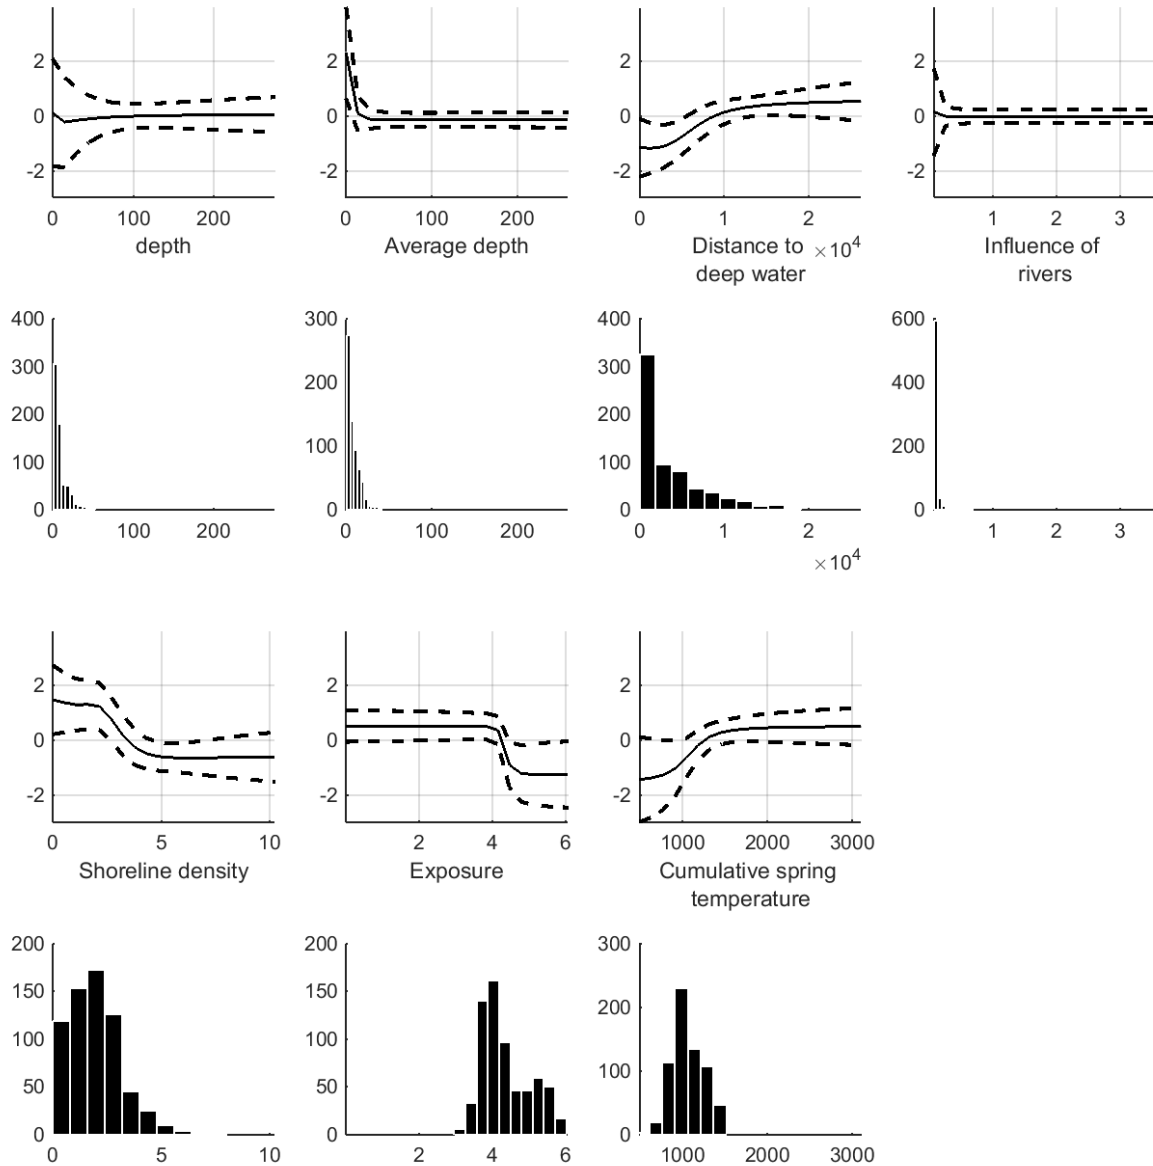 2 2 2 2
0 0 0 0
-2 -2 -2 -2
0 100 200 0 100 200 0 1 2 1 2 3
depth Average depth Distance to ×10⁴ Influence of
deep water rivers
400 300 400 600
300 200 300 400
200 100 200 200
100 0 100 0
0 0
0 100 200 0 100 200 0 1 2 1 2 3
×10⁴
2 2 2
0 0 0
-2 -2 -2
0 5 10 2 4 6 1000 2000 3000
Shoreline density Exposure Cumulative spring
temperature
200 200 300
150 150 200
100 100 100
50 50 0
0 0
0 5 10 2 4 6 1000 2000 3000